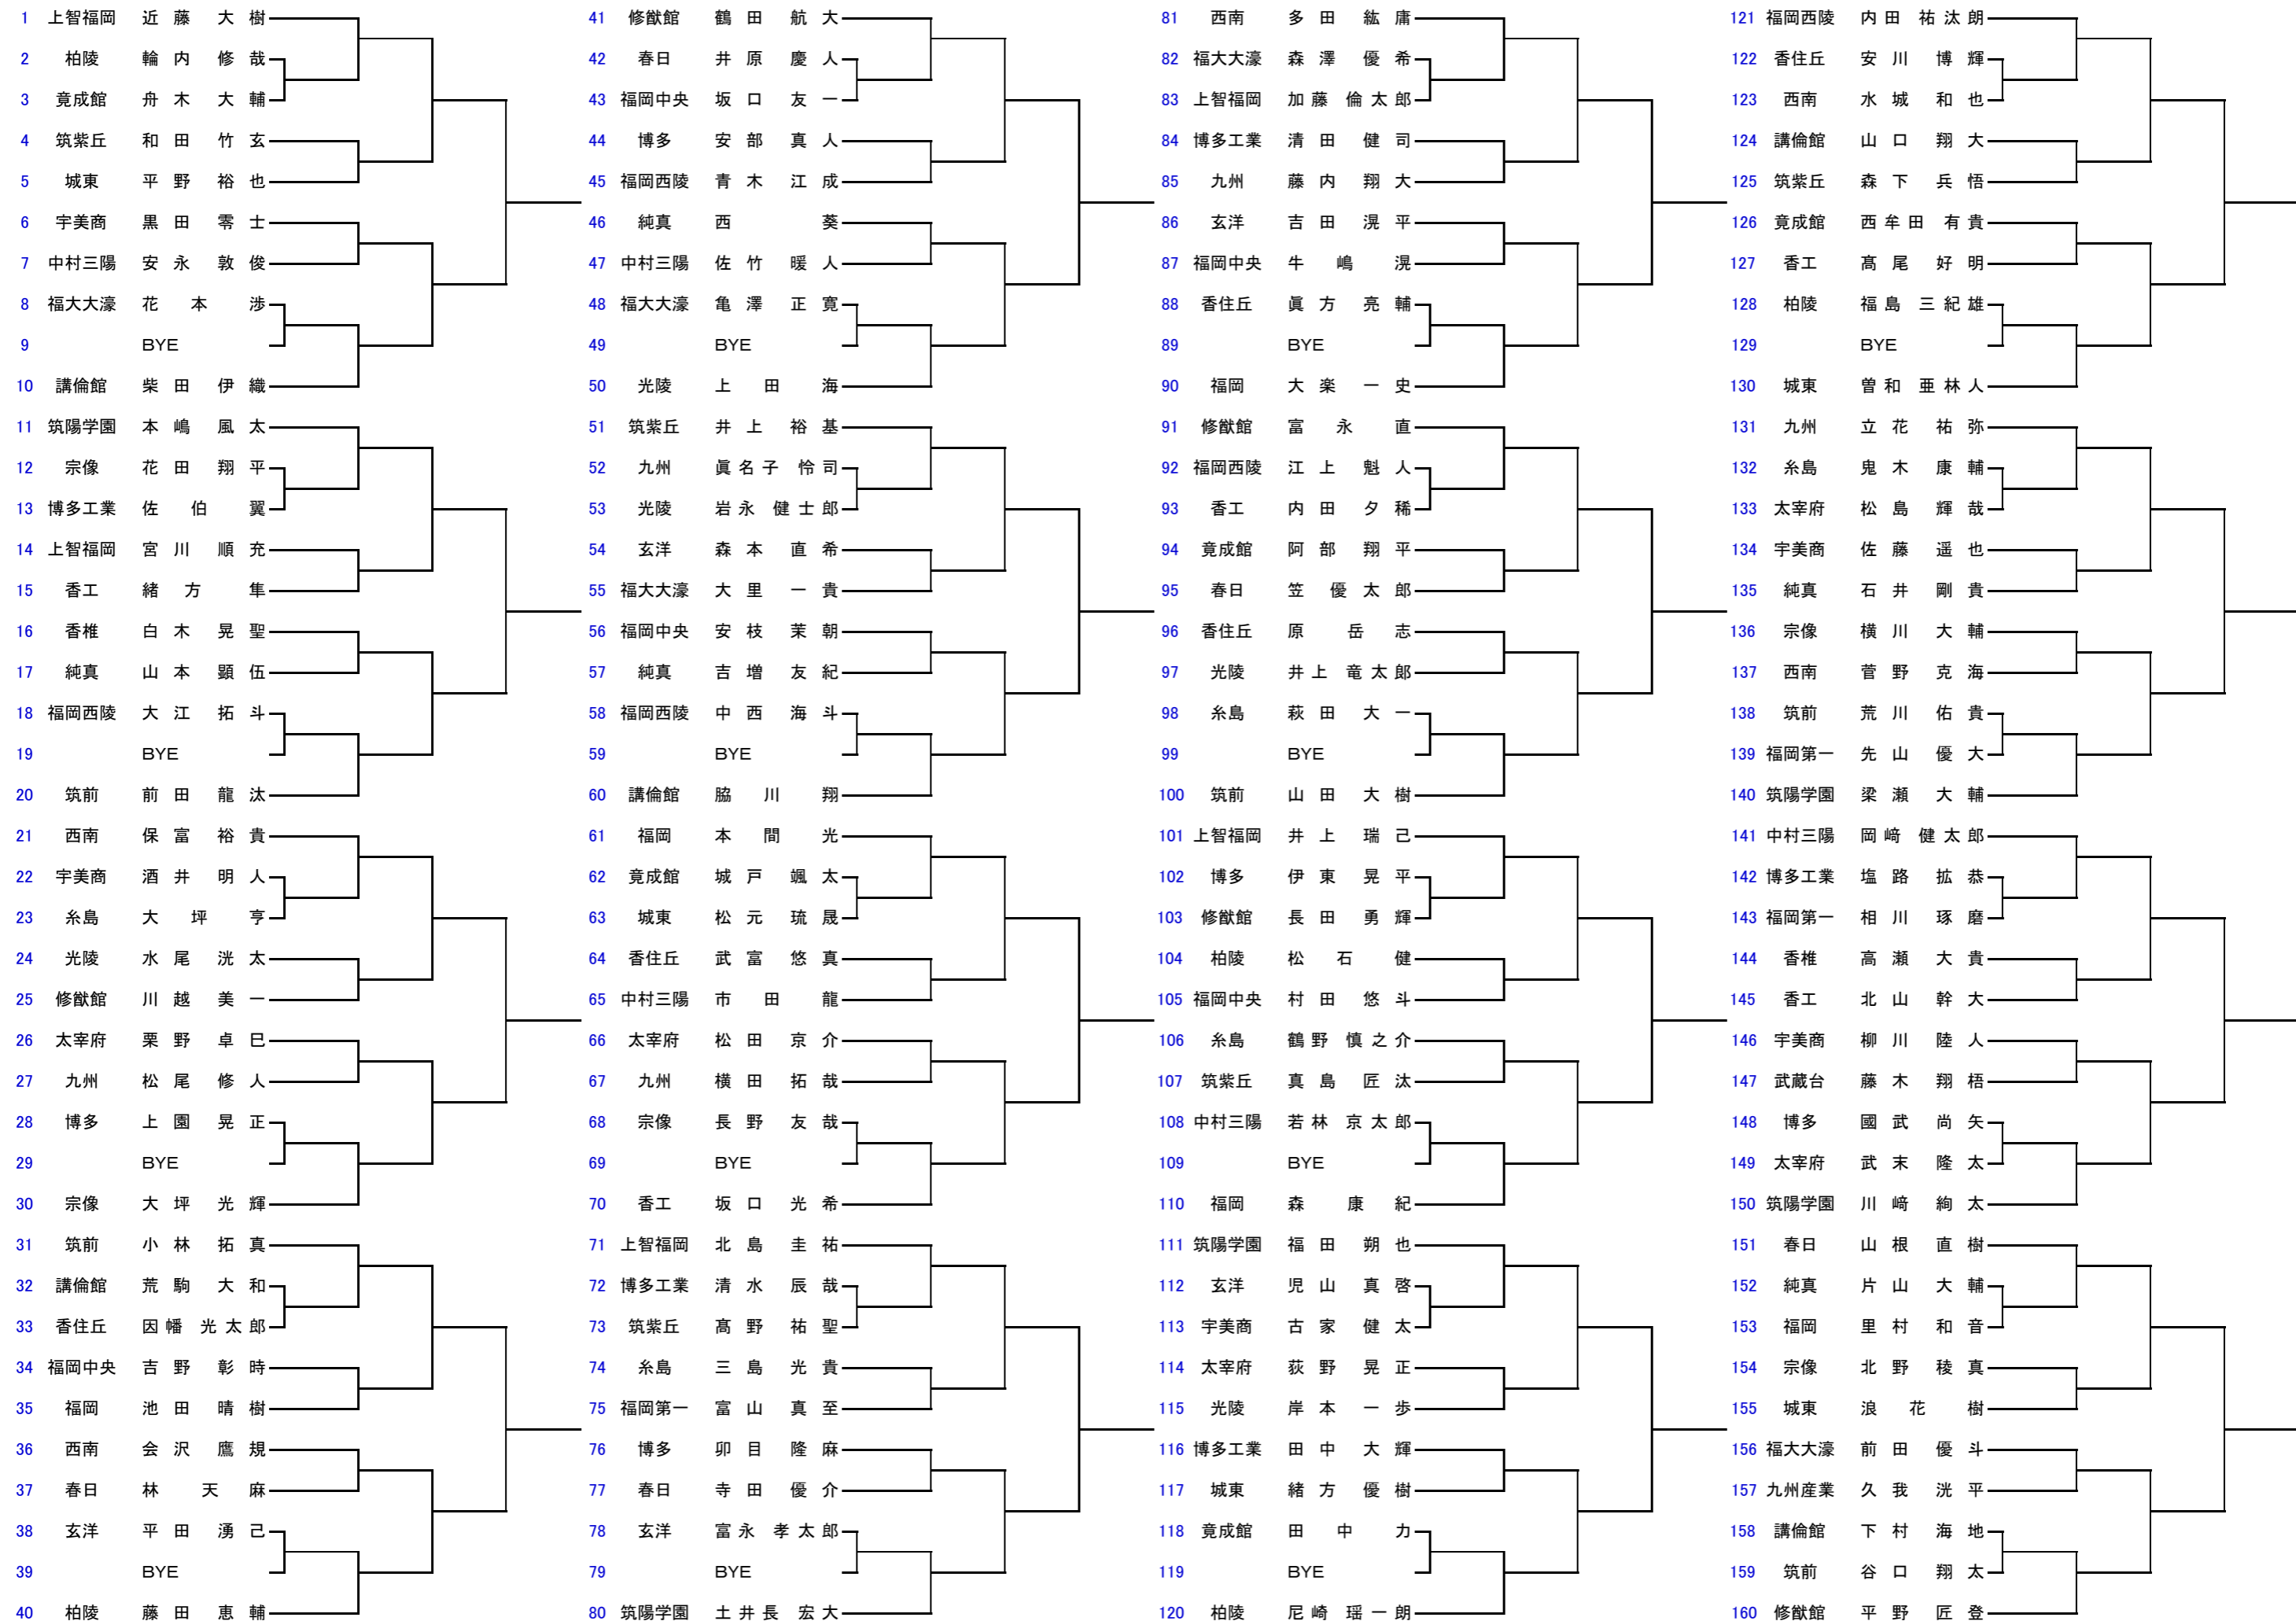 1 上智福岡 近藤 大樹
2 柏陵 輪内 修哉
3 竟成館 舟木 大輔
4 筑紫丘 和田 竹玄
5 城東 平野 裕也
6 宇美商 黒田 零士
7 中村三陽 安永 敦俊
8 福大大濠 花本 渉
9 BYE
10 講倫館 柴田 伊織
11 筑陽学園 本嶋 風太
12 宗像 花田 翔平
13 博多工業 佐伯 翼
14 上智福岡 宮川 順充
15 香工 緒方 隼
16 香椎 白木 晃聖
17 純真 山本 顕伍
18 福岡西陵 大江 拓斗
19 BYE
20 筑前 前田 龍汰
21 西南 保富 裕貴
22 宇美商 酒井 明人
23 糸島 大坪 亨
24 光陵 水尾 洸太
25 修猷館 川越 美一
26 太宰府 栗野 卓巳
27 九州 松尾 修人
28 博多 上園 晃正
29 BYE
30 宗像 大坪 光輝
31 筑前 小林 拓真
32 講倫館 荒駒 大和
33 香住丘 因幡 光太郎
34 福岡中央 吉野 彰時
35 福岡 池田 晴樹
36 西南 会沢 鷹規
37 春日 林 天麻
38 玄洋 平田 湧己
39 BYE
40 柏陵 藤田 恵輔
41 修猷館 鶴田 航大
42 春日 井原 慶人
43 福岡中央 坂口 友一
44 博多 安部 真人
45 福岡西陵 青木 江成
46 純真 西 葵
47 中村三陽 佐竹 暖人
48 福大大濠 亀澤 正寛
49 BYE
50 光陵 上田 海
51 筑紫丘 井上 裕基
52 九州 眞名子 怜司
53 光陵 岩永 健士郎
54 玄洋 森本 直希
55 福大大濠 大里 一貴
56 福岡中央 安枝 茉朝
57 純真 吉増 友紀
58 福岡西陵 中西 海斗
59 BYE
60 講倫館 脇川 翔
61 福岡 本間 光
62 竟成館 城戸 颯太
63 城東 松元 琉晟
64 香住丘 武富 悠真
65 中村三陽 市田 龍
66 太宰府 松田 京介
67 九州 横田 拓哉
68 宗像 長野 友哉
69 BYE
70 香工 坂口 光希
71 上智福岡 北島 圭祐
72 博多工業 清水 辰哉
73 筑紫丘 髙野 祐聖
74 糸島 三島 光貴
75 福岡第一 富山 真至
76 博多 卯目 隆麻
77 春日 寺田 優介
78 玄洋 富永 孝太郎
79 BYE
80 筑陽学園 土井長 宏大
81 西南 多田 紘庸
82 福大大濠 森澤 優希
83 上智福岡 加藤 倫太郎
84 博多工業 清田 健司
85 九州 藤内 翔大
86 玄洋 吉田 滉平
87 福岡中央 牛嶋 滉
88 香住丘 眞方 亮輔
89 BYE
90 福岡 大楽 一史
91 修猷館 富永 直
92 福岡西陵 江上 魁人
93 香工 内田 夕稀
94 竟成館 阿部 翔平
95 春日 笠 優太郎
96 香住丘 原 岳志
97 光陵 井上 竜太郎
98 糸島 萩田 大一
99 BYE
100 筑前 山田 大樹
101 上智福岡 井上 瑞己
102 博多 伊東 晃平
103 修猷館 長田 勇輝
104 柏陵 松石 健
105 福岡中央 村田 悠斗
106 糸島 鶴野 慎之介
107 筑紫丘 真島 匠汰
108 中村三陽 若林 京太郎
109 BYE
110 福岡 森 康紀
111 筑陽学園 福田 朔也
112 玄洋 児山 真啓
113 宇美商 古家 健太
114 太宰府 荻野 晃正
115 光陵 岸本 一歩
116 博多工業 田中 大輝
117 城東 緒方 優樹
118 竟成館 田中 力
119 BYE
120 柏陵 尼崎 瑶一朗
121 福岡西陵 内田 祐汰朗
122 香住丘 安川 博輝
123 西南 水城 和也
124 講倫館 山口 翔大
125 筑紫丘 森下 兵悟
126 竟成館 西牟田 有貴
127 香工 髙尾 好明
128 柏陵 福島 三紀雄
129 BYE
130 城東 曽和 亜林人
131 九州 立花 祐弥
132 糸島 鬼木 康輔
133 太宰府 松島 輝哉
134 宇美商 佐藤 遥也
135 純真 石井 剛貴
136 宗像 横川 大輔
137 西南 菅野 克海
138 筑前 荒川 佑貴
139 福岡第一 先山 優大
140 筑陽学園 梁瀬 大輔
141 中村三陽 岡﨑 健太郎
142 博多工業 塩路 拡恭
143 福岡第一 相川 琢磨
144 香椎 高瀬 大貴
145 香工 北山 幹大
146 宇美商 柳川 陸人
147 武蔵台 藤木 翔梧
148 博多 國武 尚矢
149 太宰府 武末 隆太
150 筑陽学園 川﨑 絢太
151 春日 山根 直樹
152 純真 片山 大輔
153 福岡 里村 和音
154 宗像 北野 稜真
155 城東 浪花 樹
156 福大大濠 前田 優斗
157 九州産業 久我 洸平
158 講倫館 下村 海地
159 筑前 谷口 翔太
160 修猷館 平野 匠登